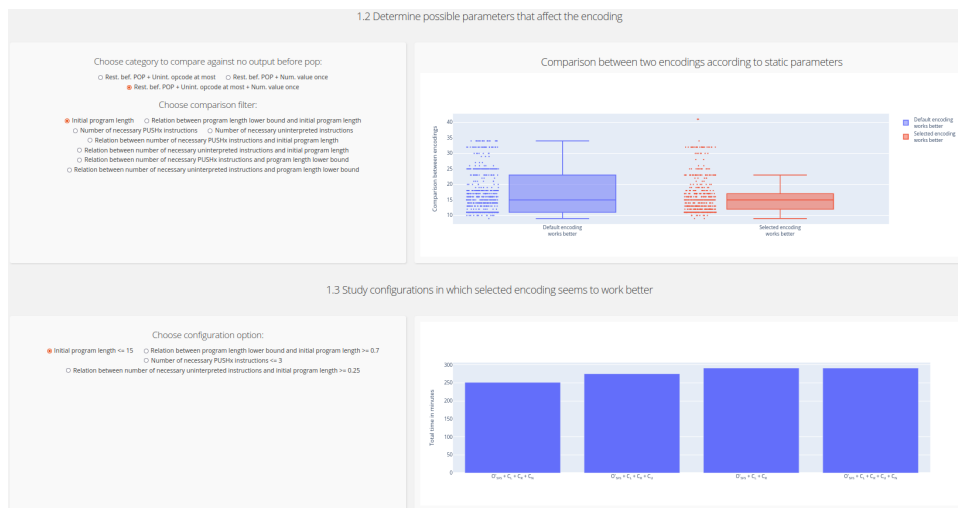 1.2 Determine possible parameters that affect the encoding
Choose category to compare against no output before pop:
Rest. bef. POP + Unint. opcode at most Rest. bef. POP + Num. value once
Rest. bef. POP + Unint. opcode at most + Num. value once
Choose comparison filter:
Initial program length Relation between program length lower bound and initial program length
Number of necessary PUSHx instructions Number of necessary uninterpreted instructions
Relation between number of necessary PUSHx instructions and initial program length
Relation between number of necessary uninterpreted instructions and initial program length
Relation between number of necessary PUSHx instructions and program length lower bound
Relation between number of necessary uninterpreted instructions and program length lower bound
Comparison between two encodings according to static parameters
Comparison between encodings
40
35
30
25
20
15
10
Default encoding
works better
Selected encoding
works better
Default encoding
works better
Selected encoding
works better
1.3 Study configurations in which selected encoding seems to work better
Choose configuration option:
Initial program length <= 15 Relation between program length lower bound and initial program length >= 0.7
Number of necessary PUSHx instructions <= 3
Relation between number of necessary uninterpreted instructions and initial program length >= 0.25
Total time in minutes
300
250
200
150
100
50
0